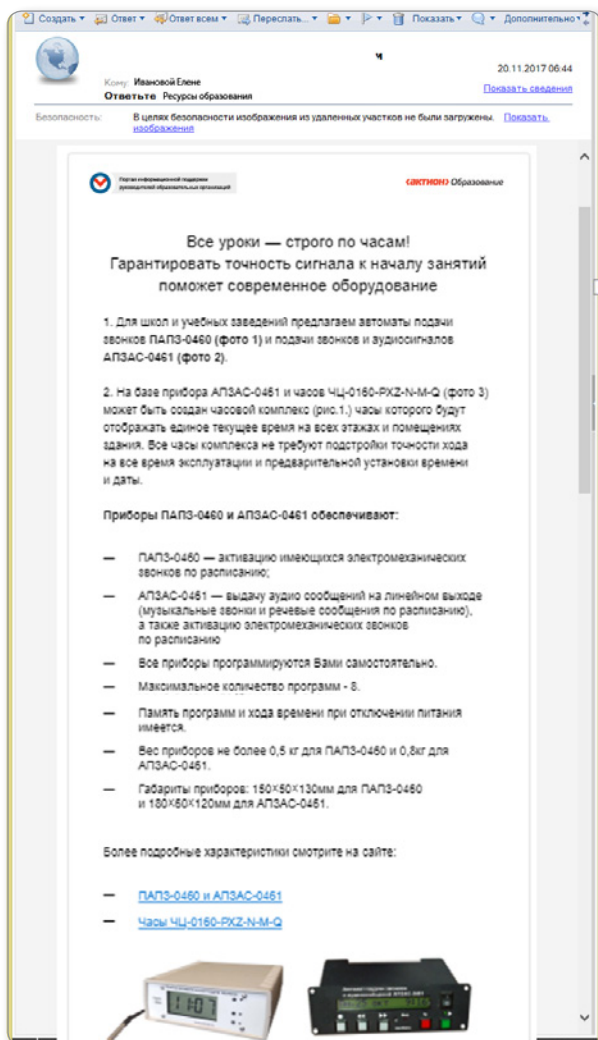 Создать Ответ Ответ всем Переслать... Показать Дополнительно
20.11.2017 06:44
Кому: Ивановой Елене
Показать сведения
Ответьте Ресурсы образования
Безопасность: В целях безопасности изображения из удаленных участков не были загружены. Показать
изображения
Портал информационной поддержки
руководителей образовательных организаций
АКТИОН Образование
Все уроки — строго по часам!
Гарантировать точность сигнала к началу занятий
поможет современное оборудование
1. Для школ и учебных заведений предлагаем автоматы подачи
звонков ПАПЗ-0460 (фото 1) и подачи звонков и аудиосигналов
АПЗАС-0461 (фото 2).
2. На базе прибора АПЗАС-0461 и часов ЧЦ-0160-PXZ-N-M-Q (фото 3)
может быть создан часовой комплекс (рис.1.) часы которого будут
отображать единое текущее время на всех этажах и помещениях
здания. Все часы комплекса не требуют подстройки точности хода
на все время эксплуатации и предварительной установки времени
и даты.
Приборы ПАПЗ-0460 и АПЗАС-0461 обеспечивают:
— ПАПЗ-0460 — активацию имеющихся электромеханических
звонков по расписанию;
— АПЗАС-0461 — выдачу аудио сообщений на линейном выходе
(музыкальные звонки и речевые сообщения по расписанию),
а также активацию электромеханических звонков
по расписанию
— Все приборы программируются Вами самостоятельно.
— Максимальное количество программ - 8.
— Память программ и хода времени при отключении питания
имеется.
— Вес приборов не более 0,5 кг для ПАПЗ-0460 и 0,8кг для
АПЗАС-0461.
— Габариты приборов: 150×50×130мм для ПАПЗ-0460
и 180×60×120мм для АПЗАС-0461.
Более подробные характеристики смотрите на сайте:
— ПАПЗ-0460 и АПЗАС-0461
— Часы ЧЦ-0160-PXZ-N-M-Q
11:07